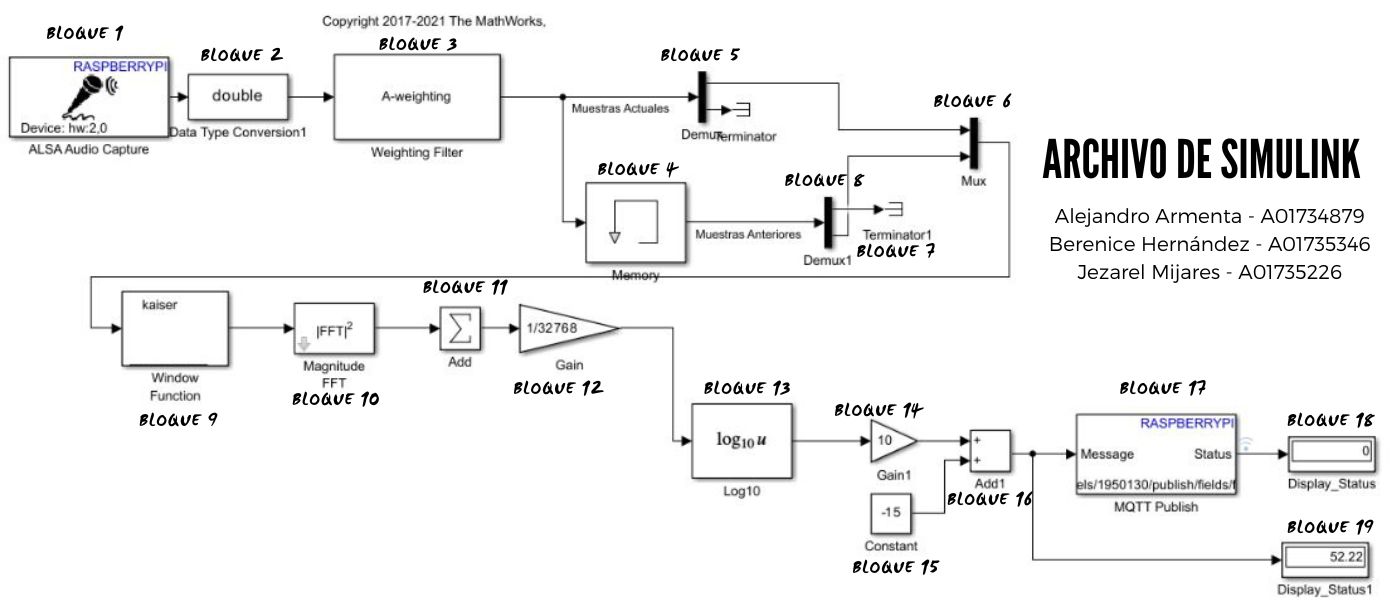 Copyright 2017-2021 The MathWorks,
BLOQUE 1
RASPBERRYPI
Device: hw:2,0
ALSA Audio Capture
BLOQUE 2
double
Data Type Conversion1
BLOQUE 3
A-weighting
Weighting Filter
Muestras Actuales
BLOQUE 5
Demux
Terminator
BLOQUE 4
Memory
Muestras Anteriores
BLOQUE 8
Demux1
Terminator1
BLOQUE 7
BLOQUE 6
Mux
ARCHIVO DE SIMULINK
Alejandro Armenta - A01734879
Berenice Hernández - A01735346
Jezarel Mijares - A01735226
kaiser
Window
Function
BLOQUE 9
|FFT|²
Magnitude
FFT
BLOQUE 10
BLOQUE 11
Σ
Add
1/32768
Gain
BLOQUE 12
BLOQUE 13
log₁₀ u
Log10
BLOQUE 14
10
Gain1
-15
Constant
BLOQUE 15
+
+
Add1
BLOQUE 16
BLOQUE 17
RASPBERRYPI
Message Status
els/1950130/publish/fields/f
MQTT Publish
BLOQUE 18
0
Display_Status
BLOQUE 19
52.22
Display_Status1